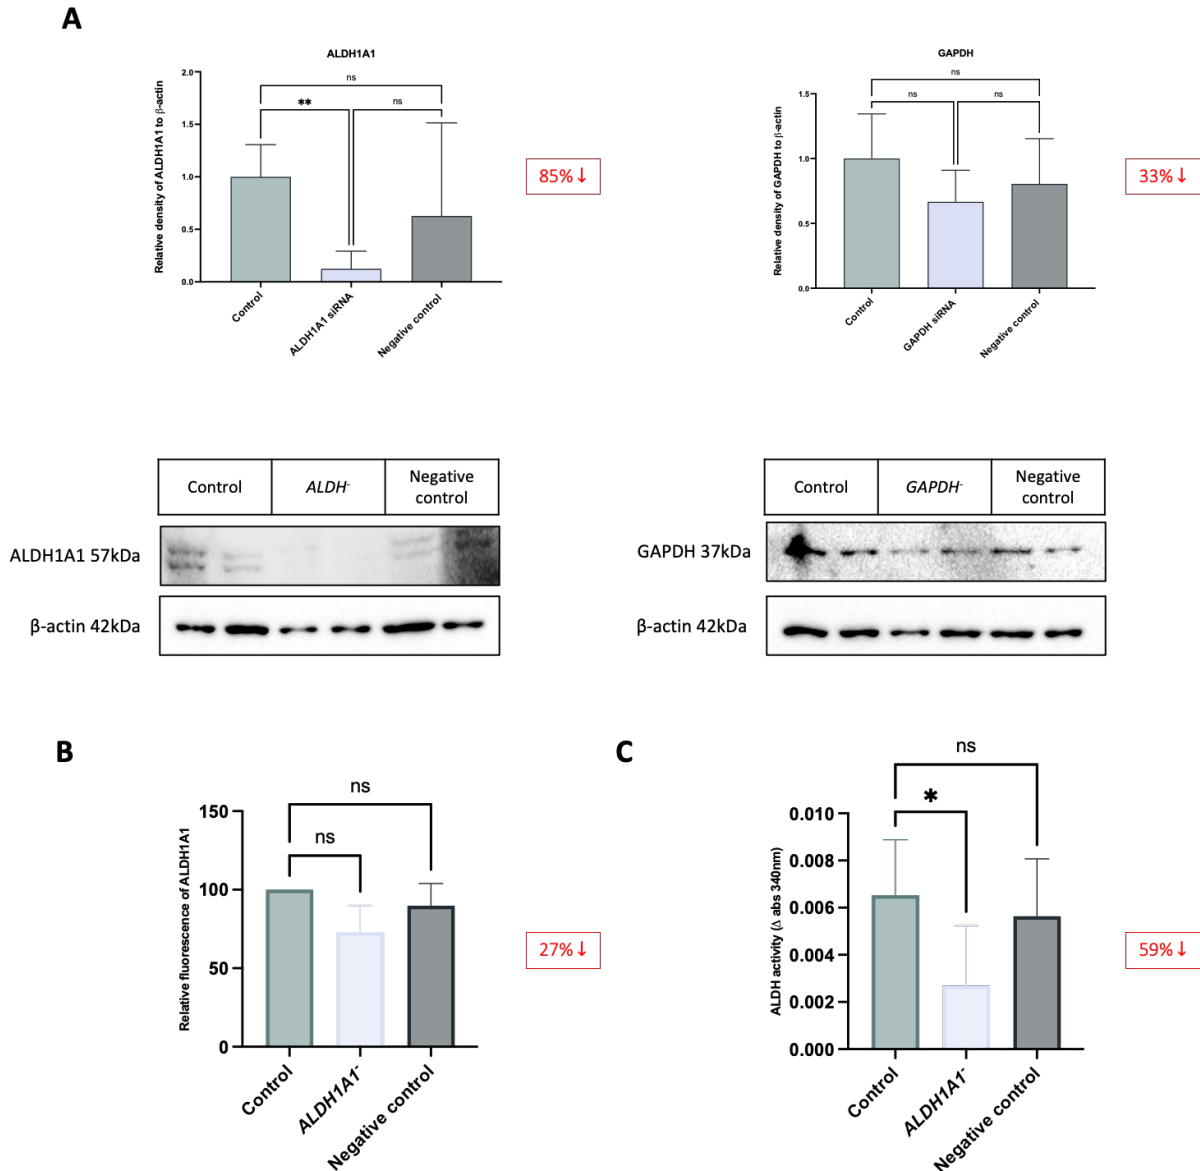 A
ALDH1A1
Relative density of ALDH1A1 to β-actin
2.0
1.5
1.0
0.5
0.0
ns
**
ns
Control
ALDH1A1 siRNA
Negative control
85%↓
GAPDH
Relative density of GAPDH to β-actin
1.5
1.0
0.5
0.0
ns
ns
ns
Control
GAPDH siRNA
Negative control
33%↓
Control
ALDH-
Negative
control
ALDH1A1 57kDa
β-actin 42kDa
Control
GAPDH-
Negative
control
GAPDH 37kDa
β-actin 42kDa
B
Relative fluorescence of ALDH1A1
150
100
50
0
ns
ns
Control
ALDH1A1-
Negative control
27%↓
C
ALDH activity (Δ abs 340nm)
0.010
0.008
0.006
0.004
0.002
0.000
ns
*
Control
ALDH1A1-
Negative control
59%↓